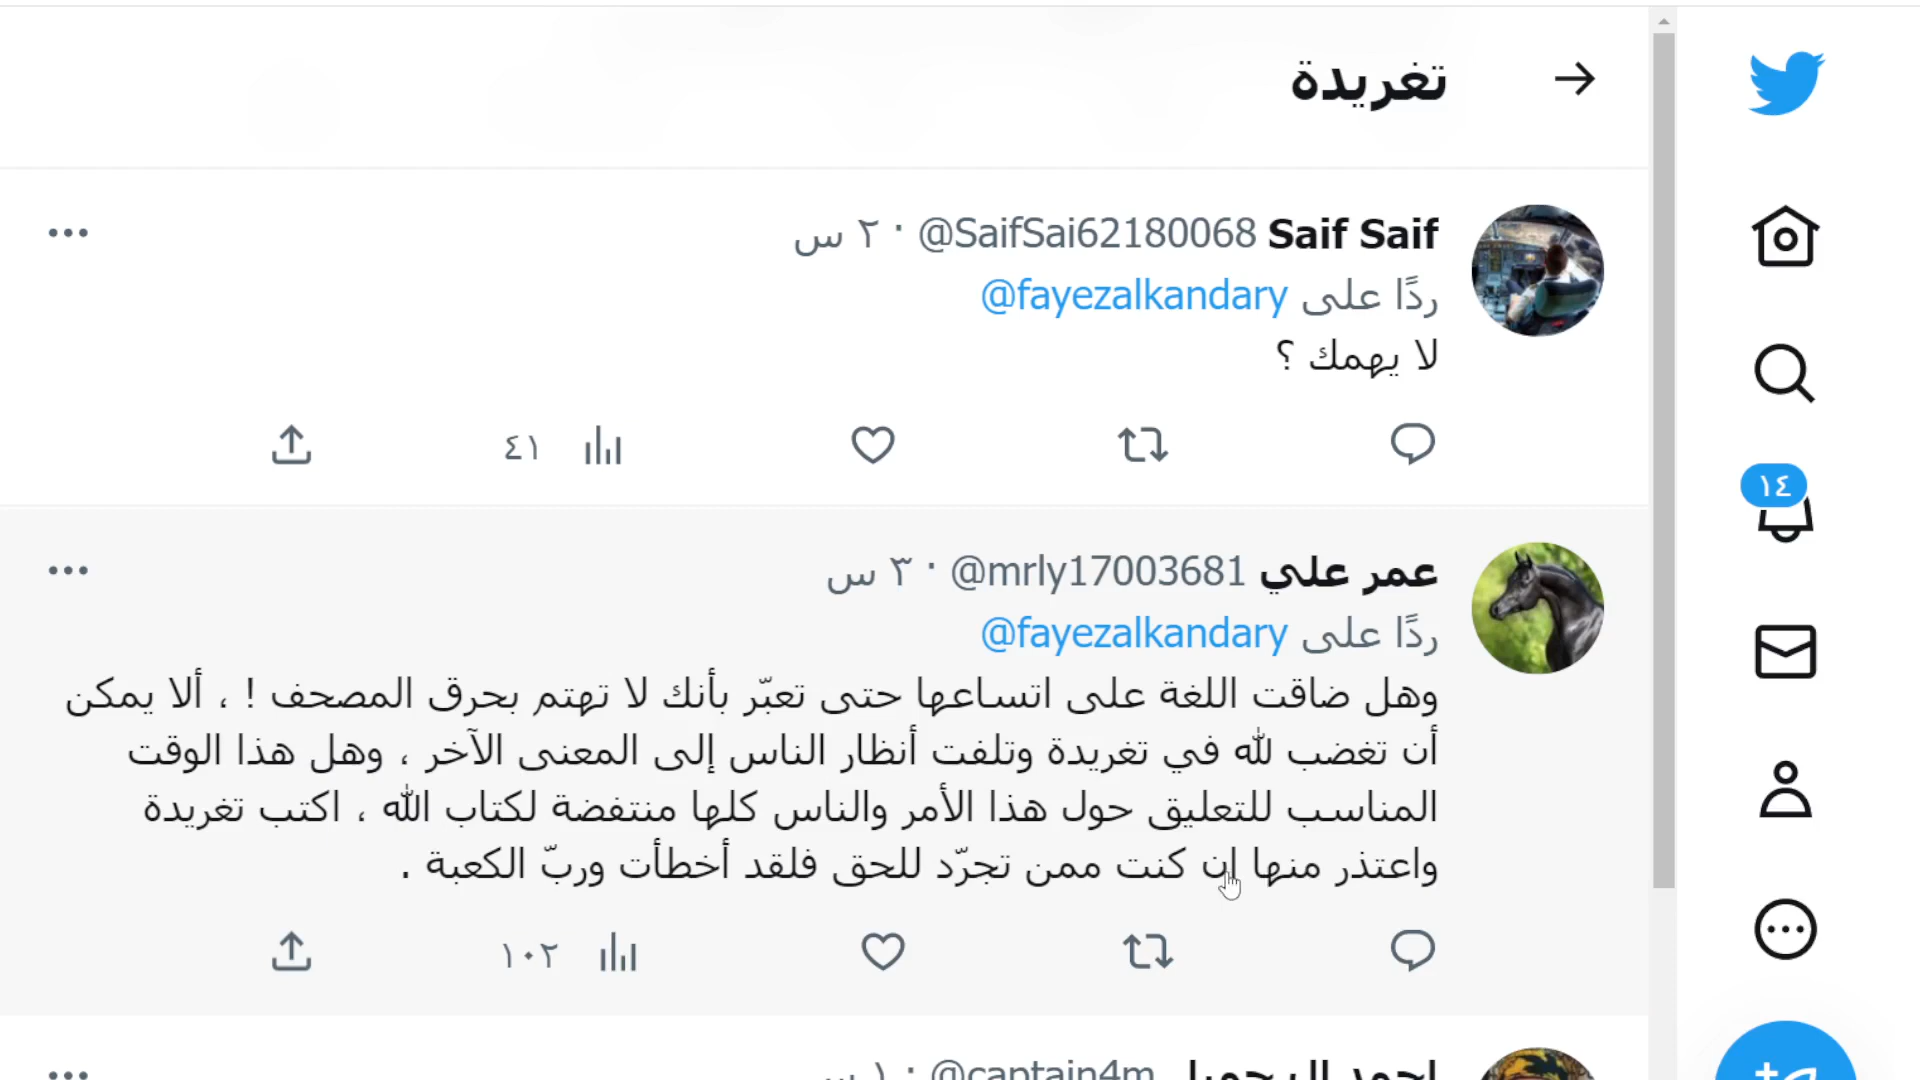 تغريدة
Saif Saif @SaifSai62180068 · ٢ س
ردًا على @fayezalkandary
لا يهمك ؟
٤١
١٤
عمر علي @mrly17003681 · ٣ س
ردًا على @fayezalkandary
وهل ضاقت اللغة على اتساعها حتى تعبّر بأنك لا تهتم بحرق المصحف ! ، ألا يمكن
أن تغضب لله في تغريدة وتلفت أنظار الناس إلى المعنى الآخر ، وهل هذا الوقت
المناسب للتعليق حول هذا الأمر والناس كلها منتفضة لكتاب الله ، اكتب تغريدة
واعتذر منها إن كنت ممن تجرّد للحق فلقد أخطأت وربّ الكعبة .
١٠٢
@captain4m · ١ س